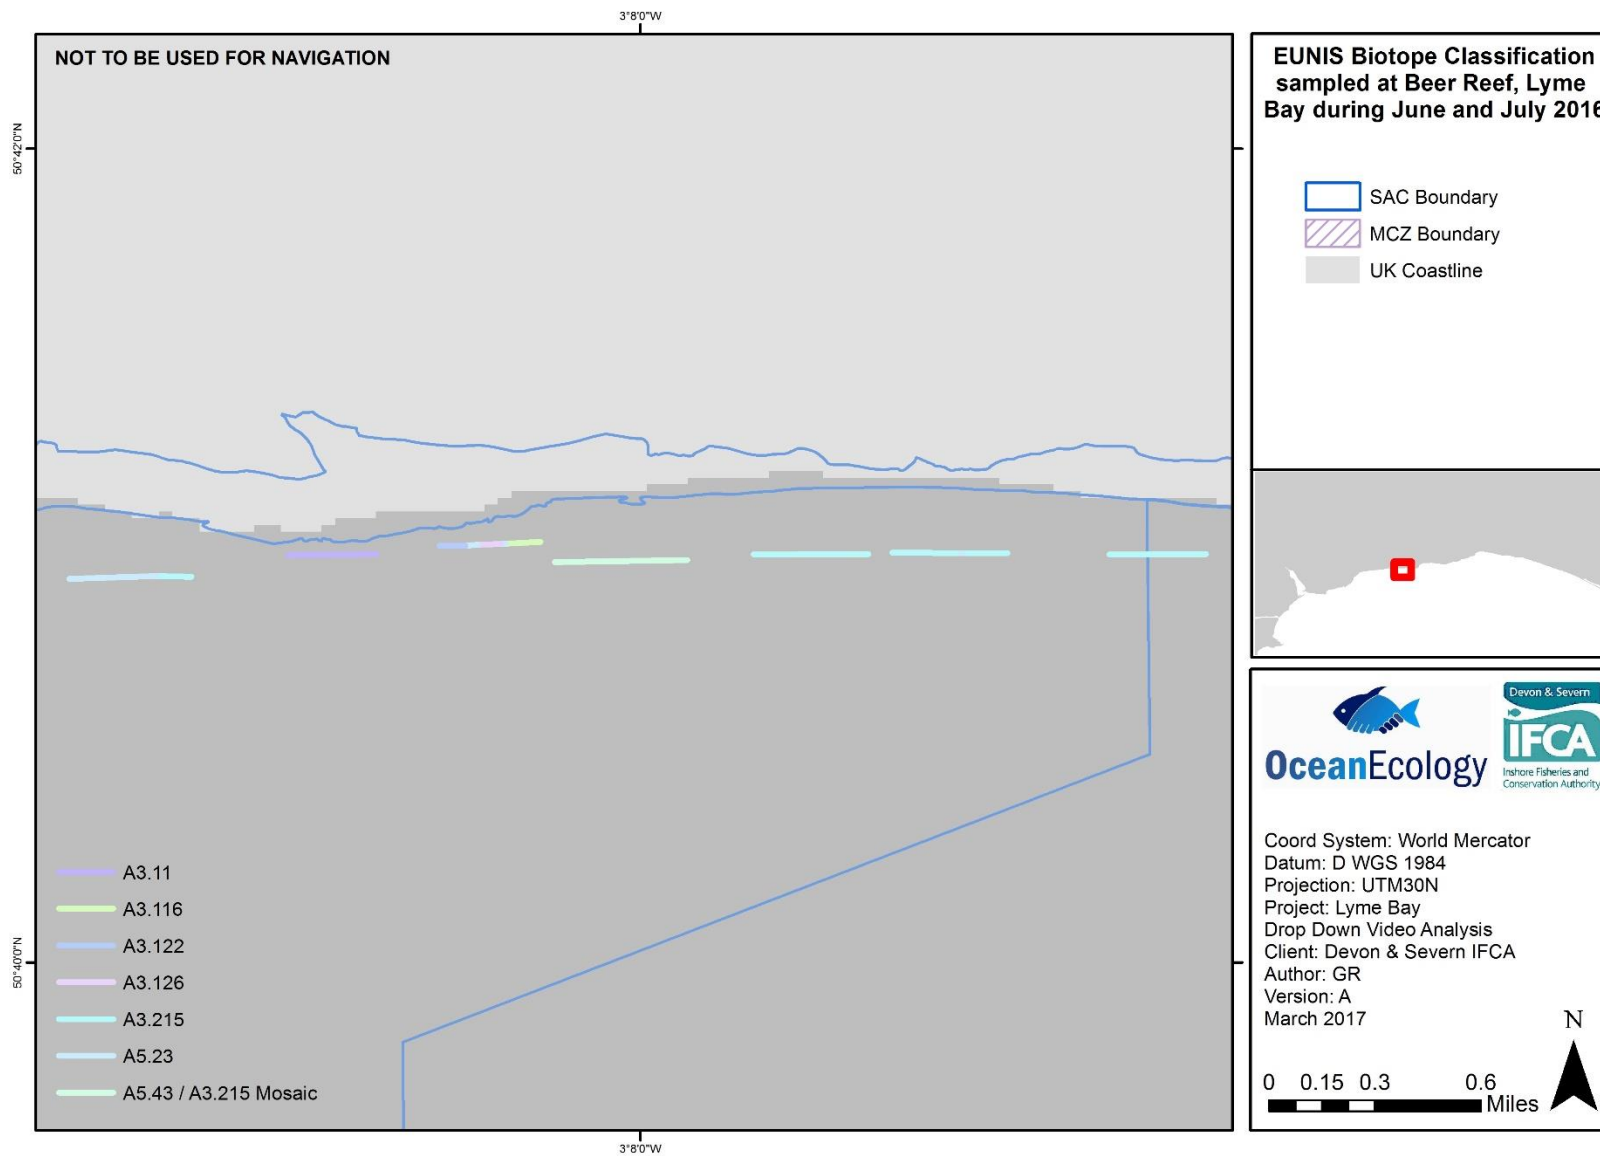 3°8'0"W
NOT TO BE USED FOR NAVIGATION
50°42'0"N
50°40'0"N
A3.11
A3.116
A3.122
A3.126
A3.215
A5.23
A5.43 / A3.215 Mosaic
3°8'0"W
EUNIS Biotope Classification
sampled at Beer Reef, Lyme
Bay during June and July 2016
SAC Boundary
MCZ Boundary
UK Coastline
OceanEcology
Devon & Severn
IFCA
Inshore Fisheries and
Conservation Authority
Coord System: World Mercator
Datum: D WGS 1984
Projection: UTM30N
Project: Lyme Bay
Drop Down Video Analysis
Client: Devon & Severn IFCA
Author: GR
Version: A
March 2017
N
0 0.15 0.3 0.6
Miles